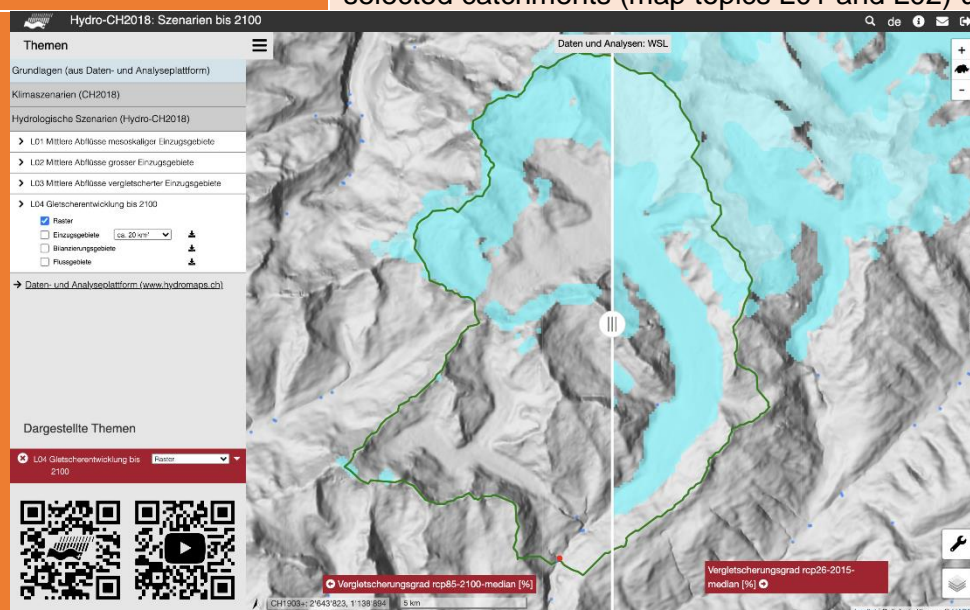 selected catchments (map topics L01 and L02)
Hydro-CH2018: Szenarien bis 2100
de
Themen
Daten und Analysen: WSL
Grundlagen (aus Daten- und Analyseplattform)
Klimaszenarien (CH2018)
Hydrologische Szenarien (Hydro-CH2018)
L01 Mittlere Abflüsse mesoskaliger Einzugsgebiete
L02 Mittlere Abflüsse grosser Einzugsgebiete
L03 Mittlere Abflüsse vergletscherter Einzugsgebiete
L04 Gletscherentwicklung bis 2100
Raster
Einzugsgebiete ca. 20 km²
Bilanzierungsgebiete
Flussgebiete
→ Daten- und Analyseplattform (www.hydromaps.ch)
Dargestellte Themen
L04 Gletscherentwicklung bis 2100 Raster
Vergletscherungsgrad rcp85-2100-median [%]
Vergletscherungsgrad rcp26-2015-
median [%]
CH1903+: 2'643'823, 1'138'894
5 km